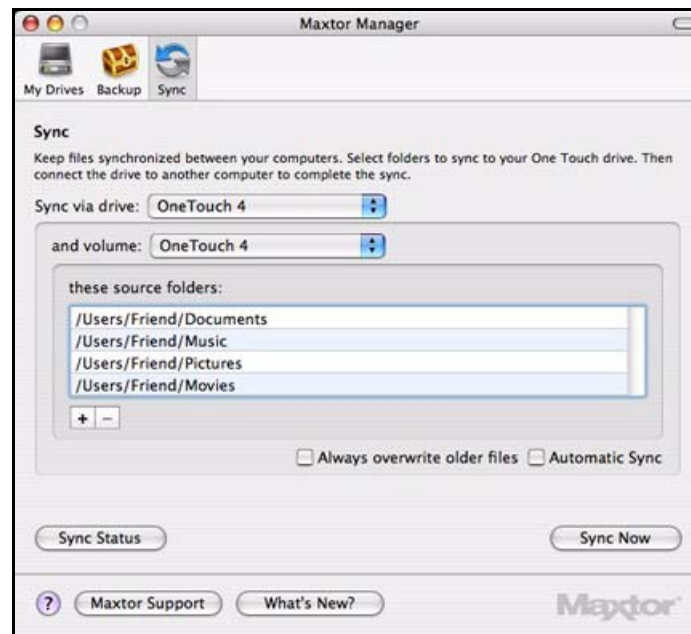 Maxtor Manager
My Drives Backup Sync
Sync
Keep files synchronized between your computers. Select folders to sync to your One Touch drive. Then
connect the drive to another computer to complete the sync.
Sync via drive: OneTouch 4
and volume: OneTouch 4
these source folders:
/Users/Friend/Documents
/Users/Friend/Music
/Users/Friend/Pictures
/Users/Friend/Movies
+ −
Always overwrite older files Automatic Sync
Sync Status Sync Now
? Maxtor Support What's New? Maxtor